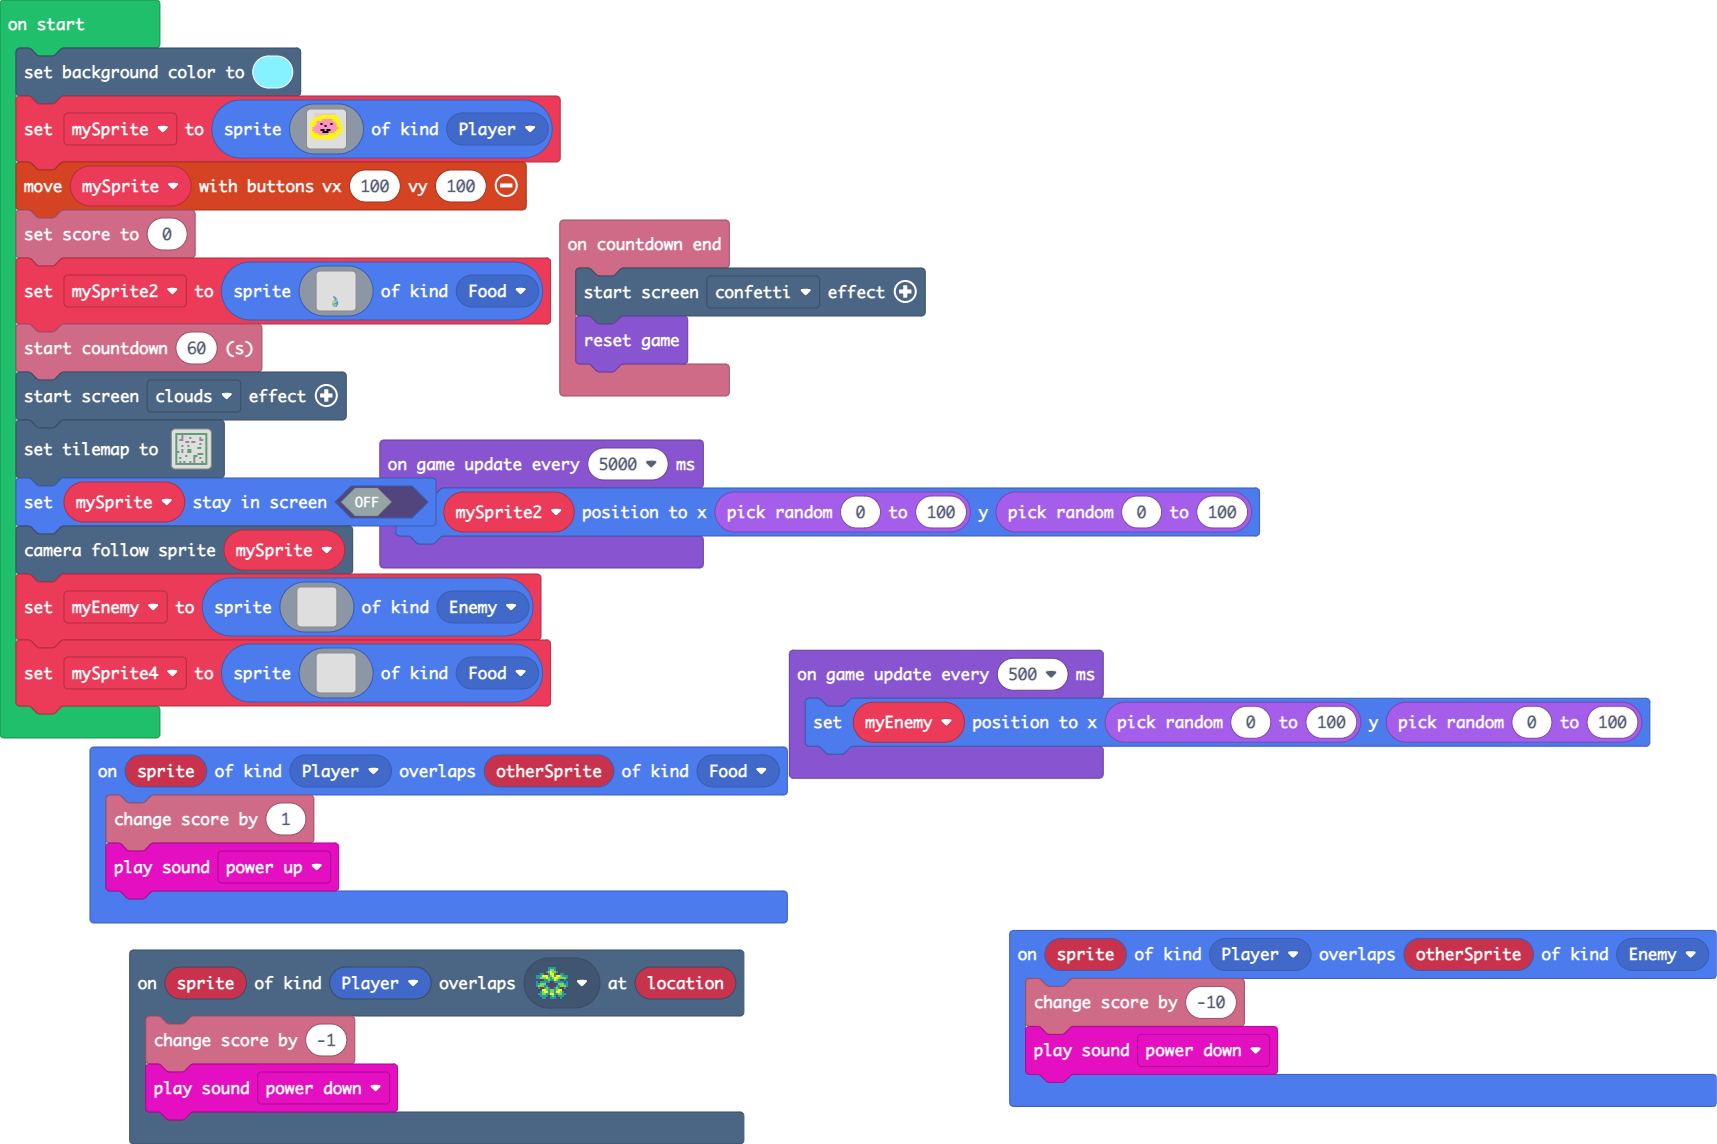 on start
set background color to
set mySprite to sprite of kind Player
move mySprite with buttons vx 100 vy 100
set score to 0
set mySprite2 to sprite of kind Food
start countdown 60 (s)
start screen clouds effect
set tilemap to
set mySprite stay in screen OFF
camera follow sprite mySprite
set myEnemy to sprite of kind Enemy
set mySprite4 to sprite of kind Food
on countdown end
start screen confetti effect
reset game
on game update every 5000 ms
mySprite2 position to x pick random 0 to 100 y pick random 0 to 100
on game update every 500 ms
set myEnemy position to x pick random 0 to 100 y pick random 0 to 100
on sprite of kind Player overlaps otherSprite of kind Food
change score by 1
play sound power up
on sprite of kind Player overlaps at location
change score by -1
play sound power down
on sprite of kind Player overlaps otherSprite of kind Enemy
change score by -10
play sound power down